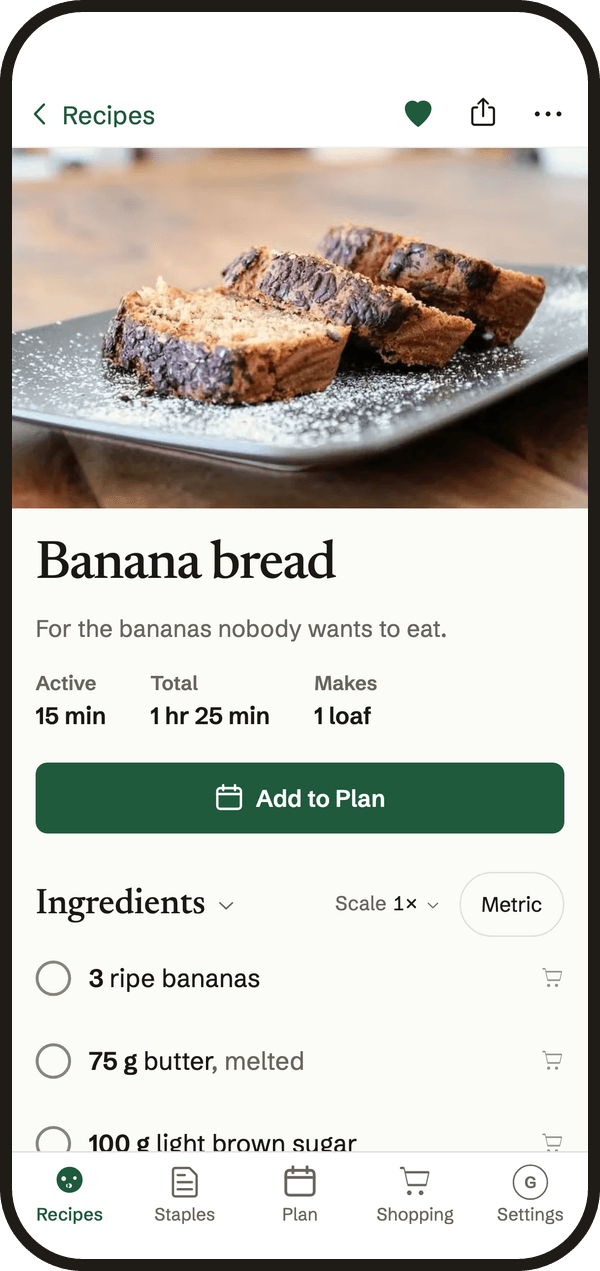 Recipes
Banana bread
For the bananas nobody wants to eat.
Active Total Makes
15 min 1 hr 25 min 1 loaf
Add to Plan
Ingredients Scale 1× Metric
3 ripe bananas
75 g butter, melted
100 g light brown sugar
Recipes Staples Plan Shopping G Settings